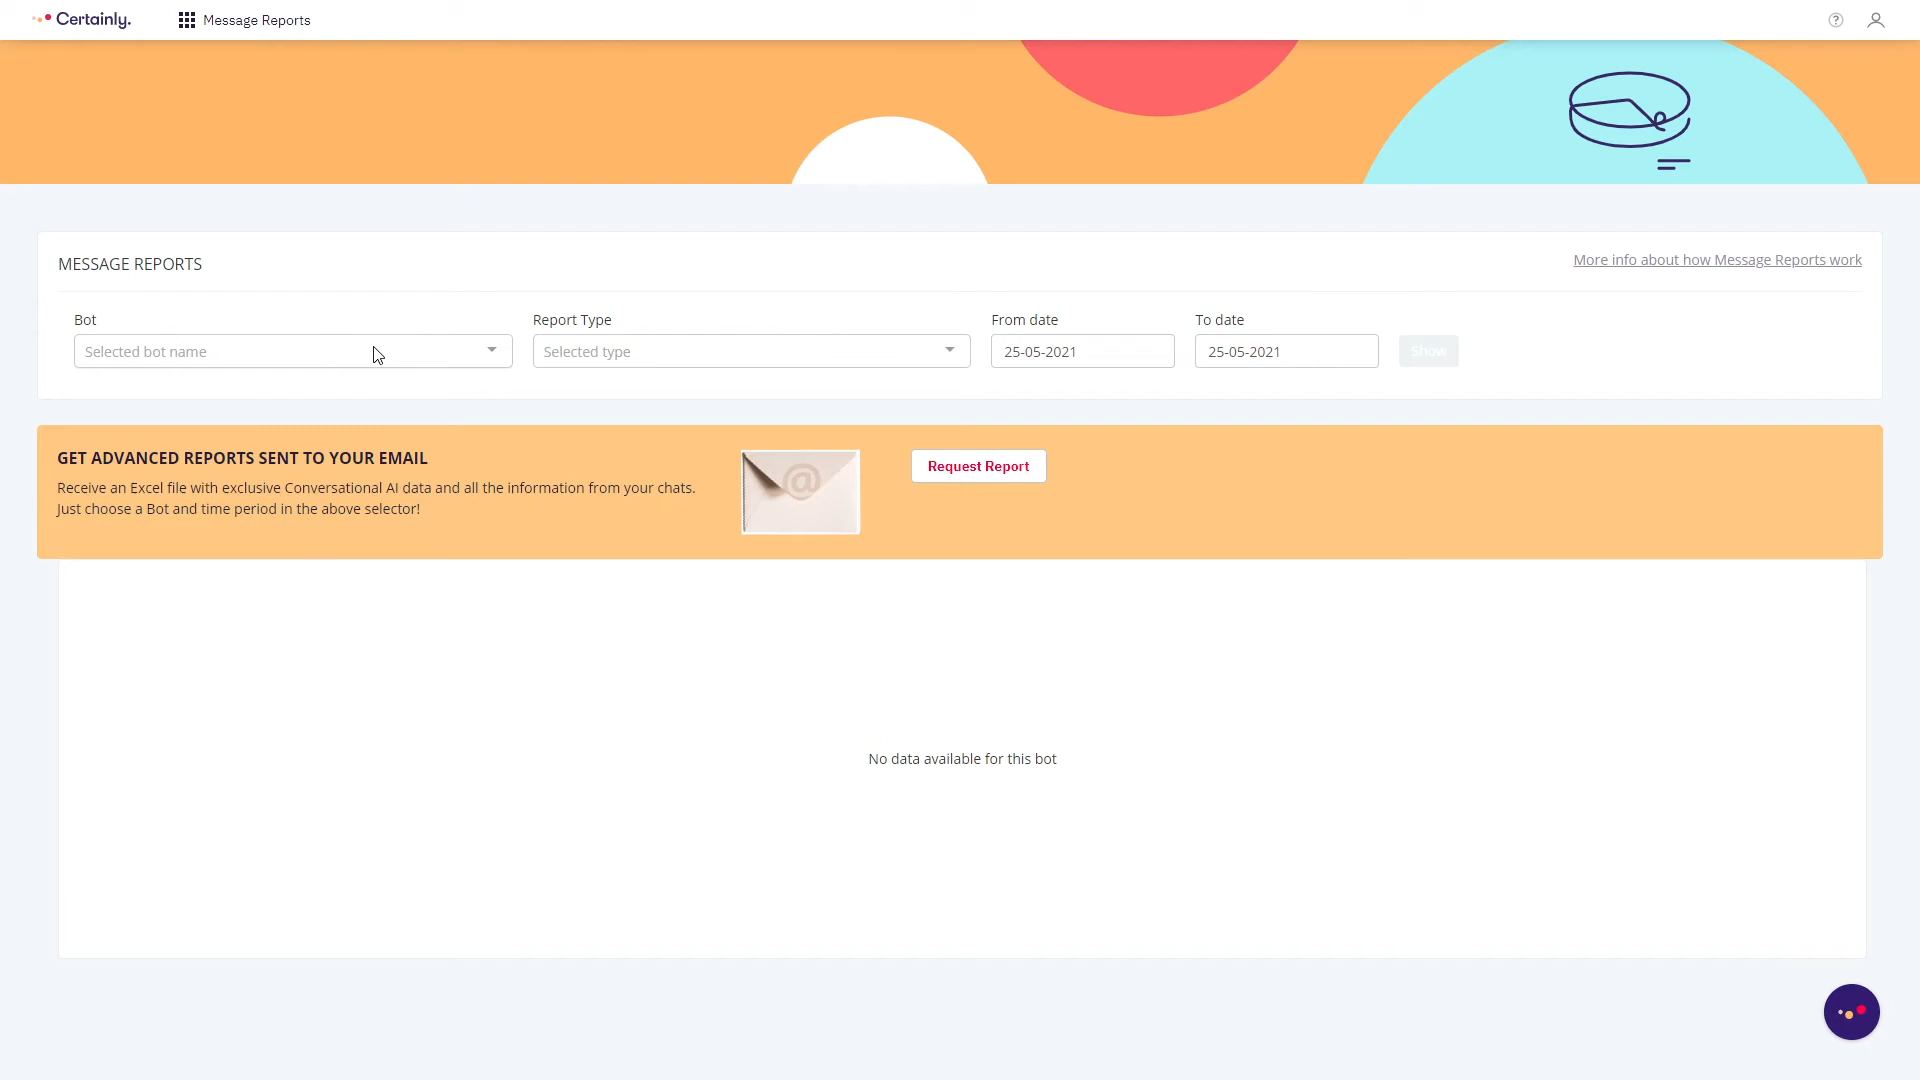 Certainly.
Message Reports
MESSAGE REPORTS
More info about how Message Reports work
Bot
Report Type
From date
To date
Selected bot name
Selected type
25-05-2021
25-05-2021
Show
GET ADVANCED REPORTS SENT TO YOUR EMAIL
Receive an Excel file with exclusive Conversational AI data and all the information from your chats.
Just choose a Bot and time period in the above selector!
@
Request Report
No data available for this bot